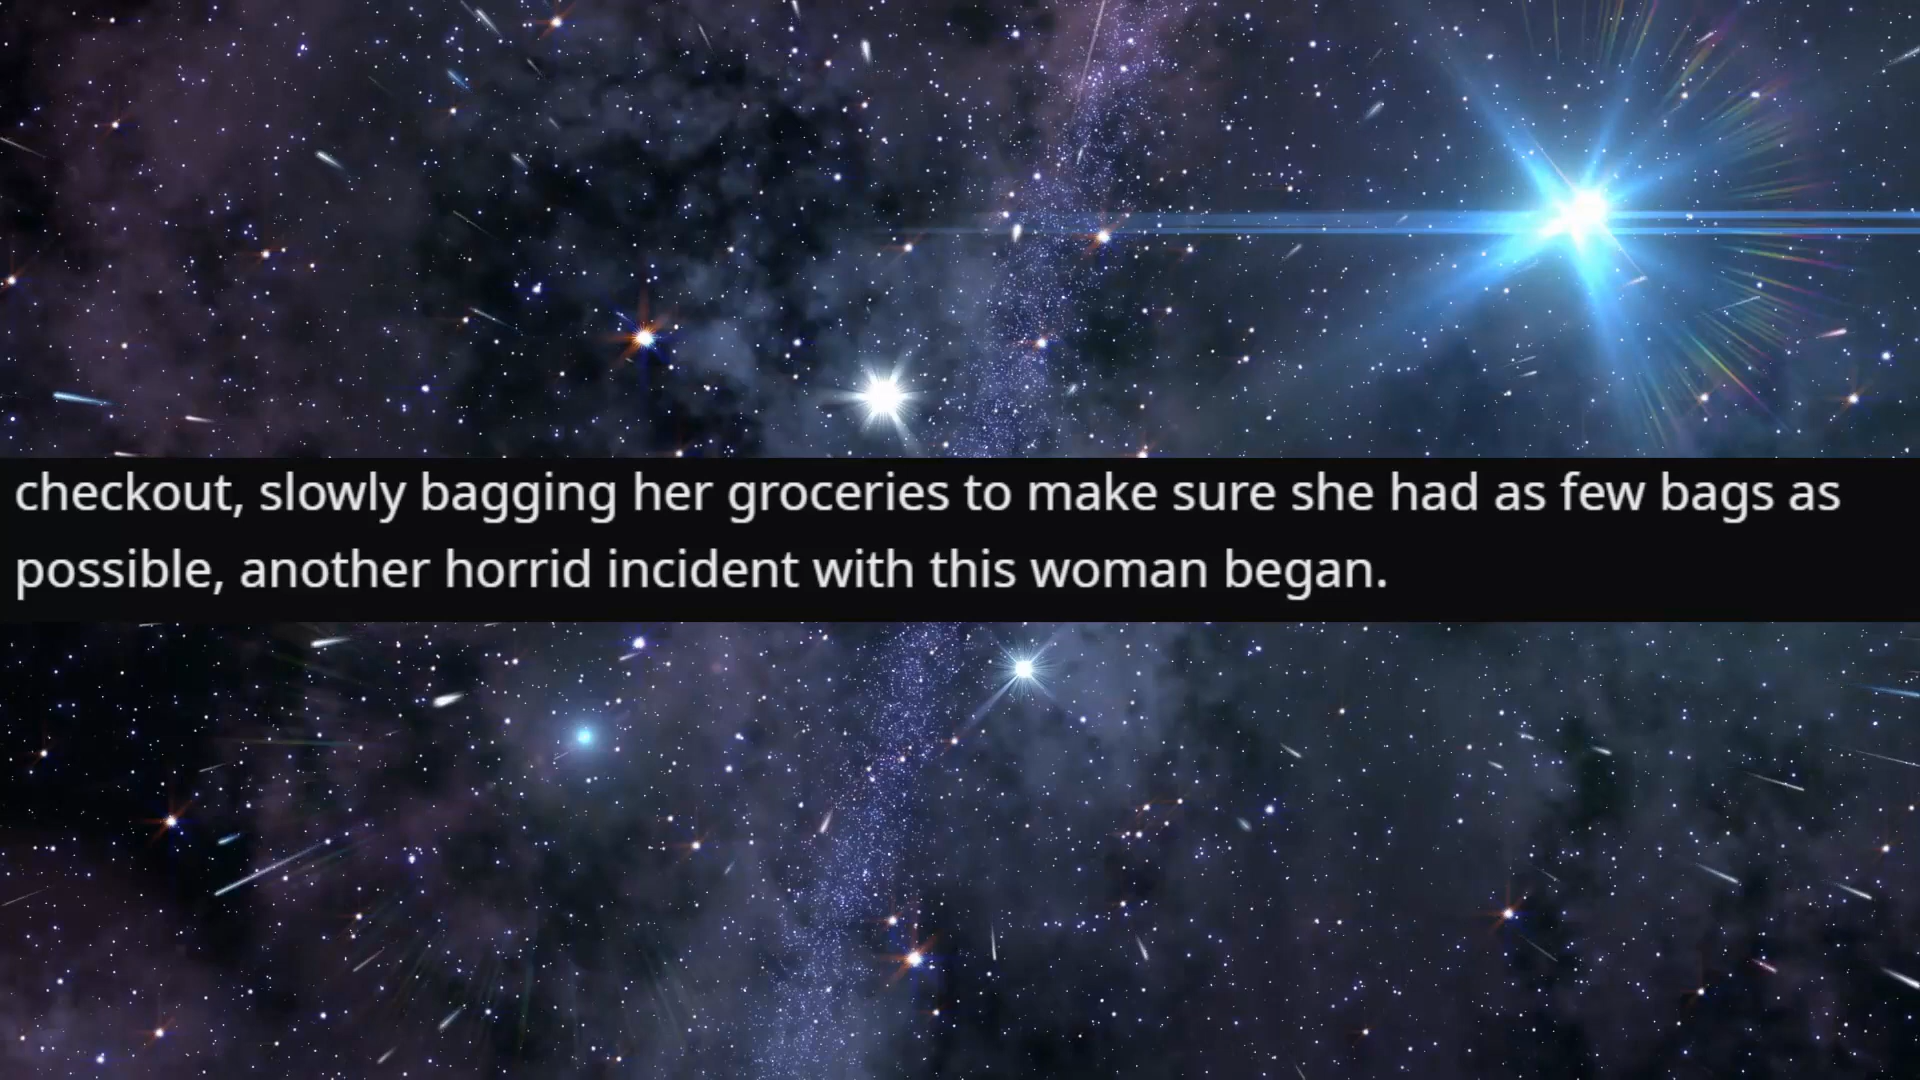 checkout, slowly bagging her groceries to make sure she had as few bags as
possible, another horrid incident with this woman began.